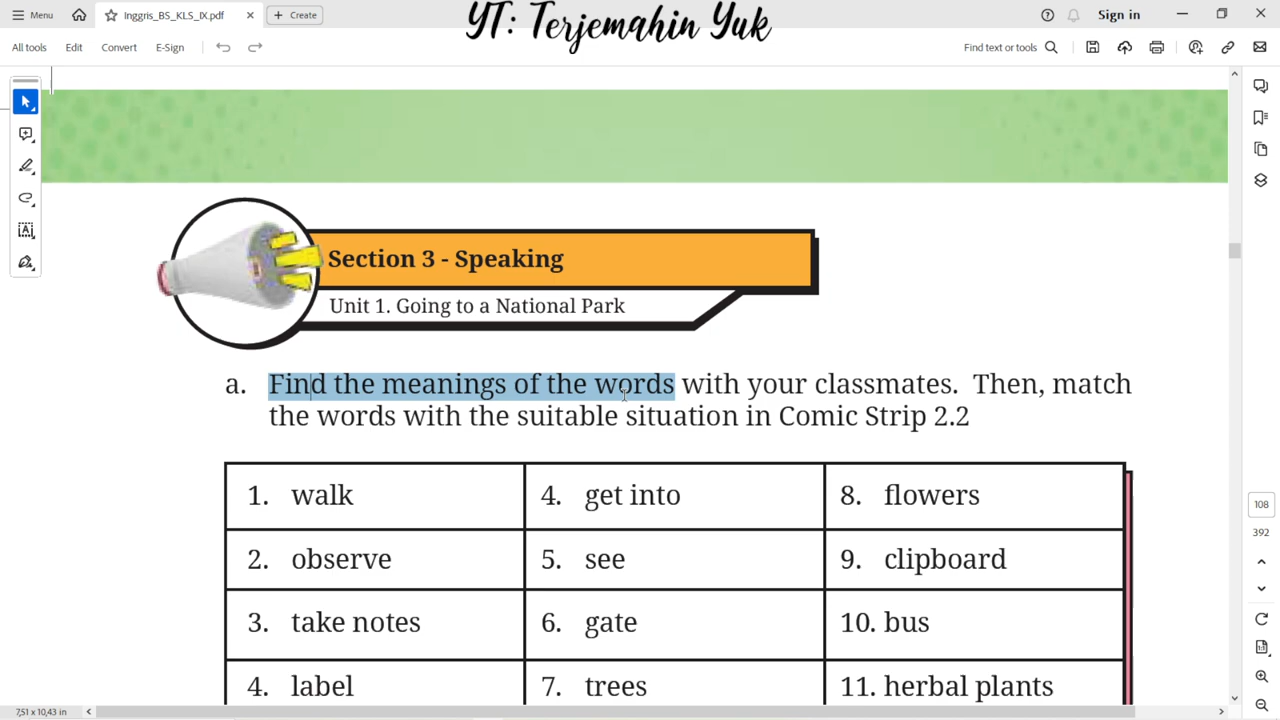 Menu
Inggris_BS_KLS_IX.pdf
Create
YT: Terjemahin Yuk
Sign in
All tools Edit Convert E-Sign
Find text or tools
Section 3 - Speaking
Unit 1. Going to a National Park
a. Find the meanings of the words with your classmates. Then, match
the words with the suitable situation in Comic Strip 2.2
1. walk 4. get into 8. flowers
2. observe 5. see 9. clipboard
3. take notes 6. gate 10. bus
4. label 7. trees 11. herbal plants
108
392
7,51 x 10,43 in